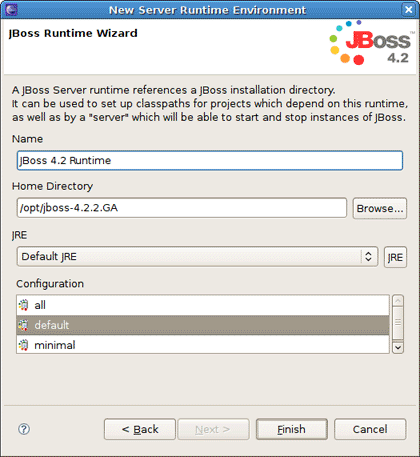 New Server Runtime Environment
JBoss Runtime Wizard
JBoss
4.2
A JBoss Server runtime references a JBoss installation directory.
It can be used to set up classpaths for projects which depend on this runtime,
as well as by a "server" which will be able to start and stop instances of JBoss.
Name
JBoss 4.2 Runtime
Home Directory
/opt/jboss-4.2.2.GA
Browse...
JRE
Default JRE
JRE
Configuration
all
default
minimal
? < Back Next > Finish Cancel